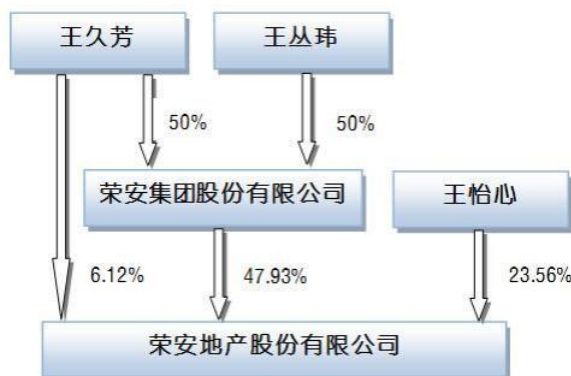 王久芳
王丛玮
50%
50%
荣安集团股份有限公司
王怡心
6.12%
47.93%
23.56%
荣安地产股份有限公司